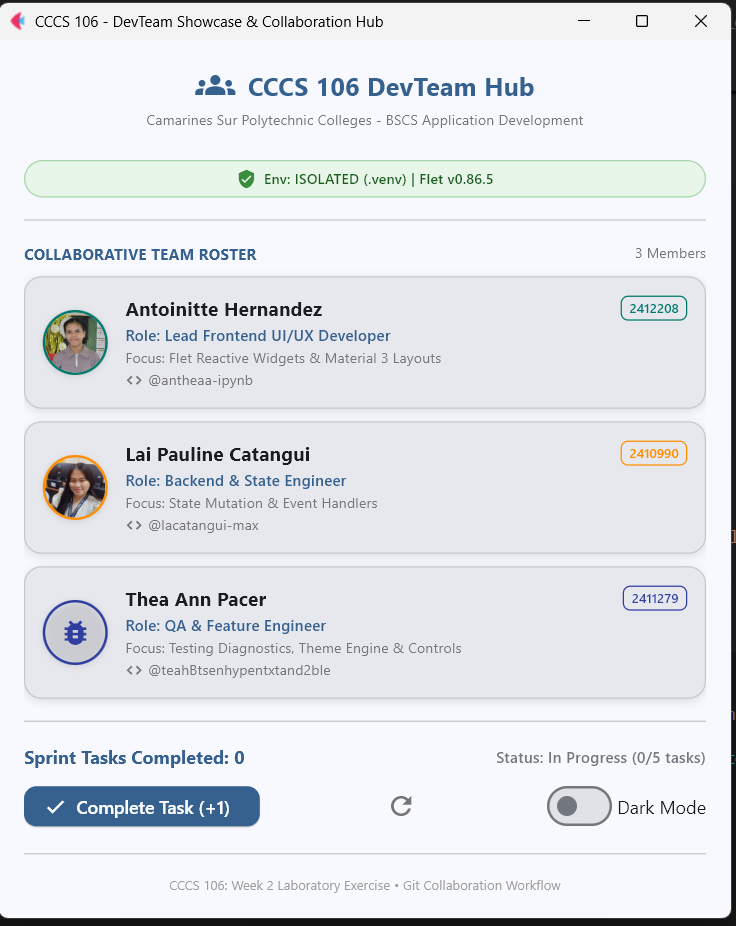 CCCS 106 - DevTeam Showcase & Collaboration Hub
CCCS 106 DevTeam Hub
Camarines Sur Polytechnic Colleges - BSCS Application Development
Env: ISOLATED (.venv) | Flet v0.86.5
COLLABORATIVE TEAM ROSTER
3 Members
Antoinitte Hernandez
2412208
Role: Lead Frontend UI/UX Developer
Focus: Flet Reactive Widgets & Material 3 Layouts
<> @antheaa-ipynb
Lai Pauline Catangui
2410990
Role: Backend & State Engineer
Focus: State Mutation & Event Handlers
<> @lacatangui-max
Thea Ann Pacer
2411279
Role: QA & Feature Engineer
Focus: Testing Diagnostics, Theme Engine & Controls
<> @teahBtsenhypentxtand2ble
Sprint Tasks Completed: 0
Status: In Progress (0/5 tasks)
Complete Task (+1)
Dark Mode
CCCS 106: Week 2 Laboratory Exercise • Git Collaboration Workflow